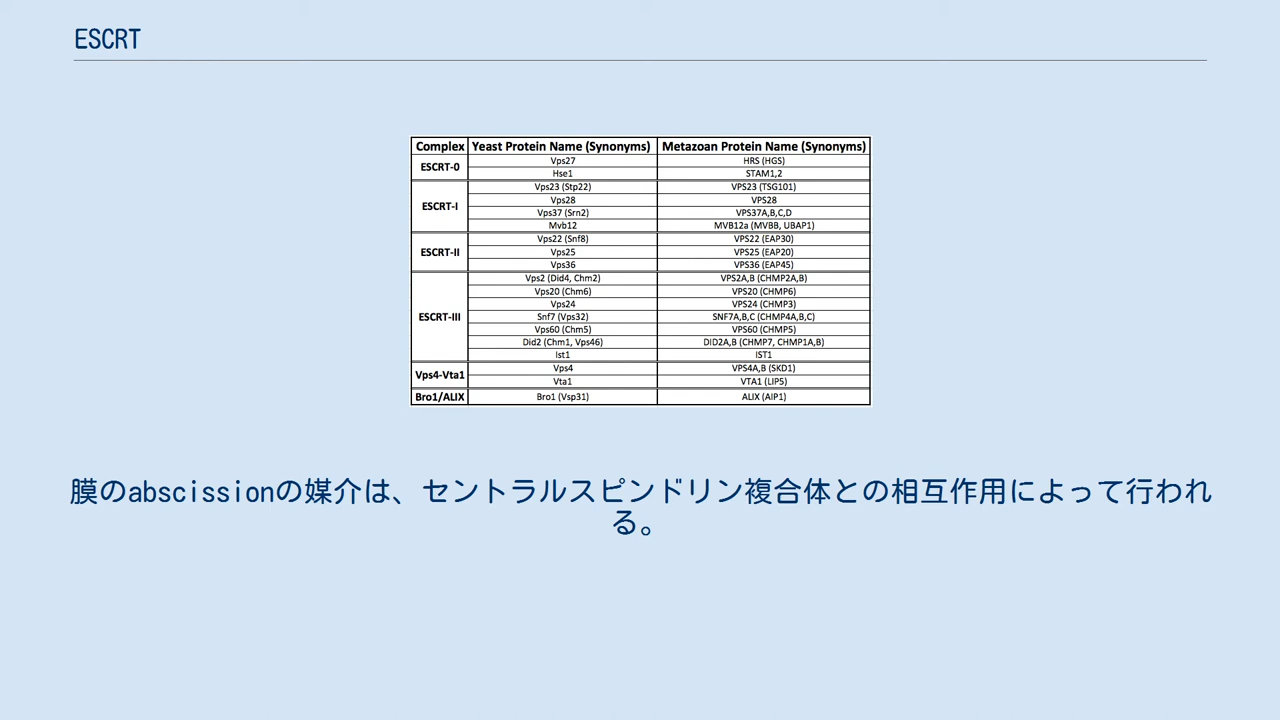 ESCRT
Complex Yeast Protein Name (Synonyms) Metazoan Protein Name (Synonyms)
ESCRT-0 Vps27 HRS (HGS)
Hse1 STAM1,2
ESCRT-I Vps23 (Stp22) VPS23 (TSG101)
Vps28 VPS28
Vps37 (Srn2) VPS37A,B,C,D
Mvb12 MVB12a (MVBB, UBAP1)
ESCRT-II Vps22 (Snf8) VPS22 (EAP30)
Vps25 VPS25 (EAP20)
Vps36 VPS36 (EAP45)
ESCRT-III Vps2 (Did4, Chm2) VPS2A,B (CHMP2A,B)
Vps20 (Chm6) VPS20 (CHMP6)
Vps24 VPS24 (CHMP3)
Snf7 (Vps32) SNF7A,B,C (CHMP4A,B,C)
Vps60 (Chm5) VPS60 (CHMP5)
Did2 (Chm1, Vps46) DID2A,B (CHMP7, CHMP1A,B)
Ist1 IST1
Vps4-Vta1 Vps4 VPS4A,B (SKD1)
Vta1 VTA1 (LIP5)
Bro1/ALIX Bro1 (Vsp31) ALIX (AIP1)
膜のabscissionの媒介は、セントラルスピンドリン複合体との相互作用によって行われ
る。